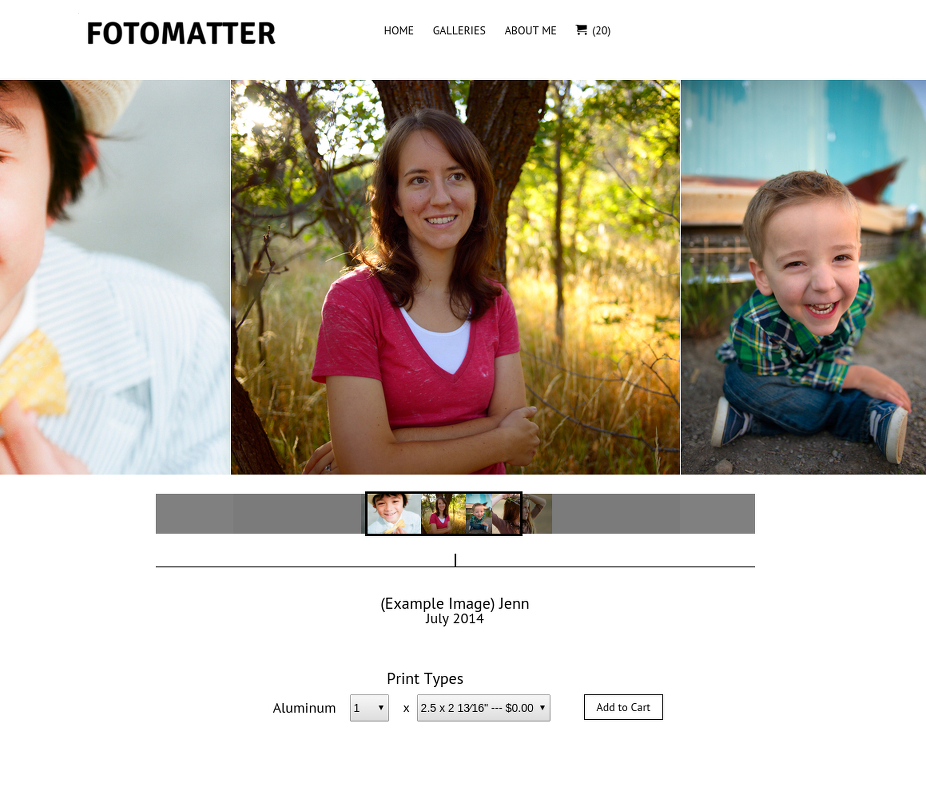 FOTOMATTER
HOME GALLERIES ABOUT ME (20)
(Example Image) Jenn
July 2014
Print Types
Aluminum 1 x 2.5 x 2 13⁄16" --- $0.00 Add to Cart